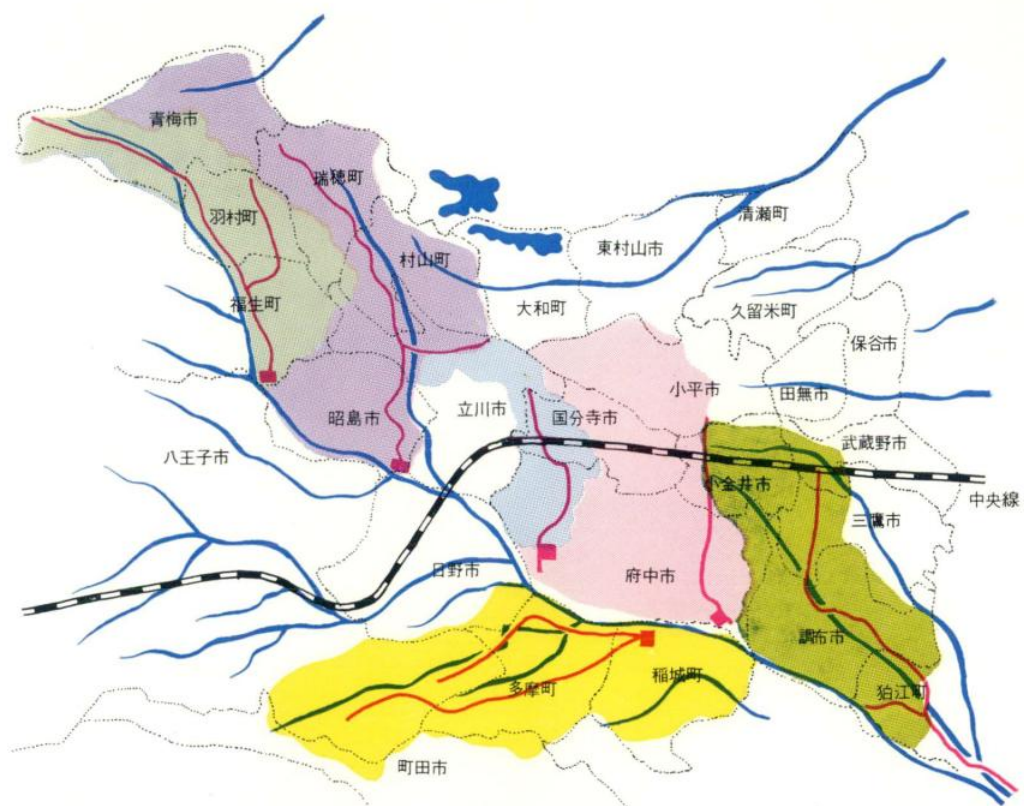 青梅市
瑞穂町
羽村町
村山町
福生町
昭島市
八王子市
立川市
国分寺市
大和町
東村山市
清瀬町
久留米町
保谷市
田無市
小平市
武蔵野市
小金井市
三鷹市
中央線
日野市
府中市
調布市
狛江町
稲城町
多摩町
町田市